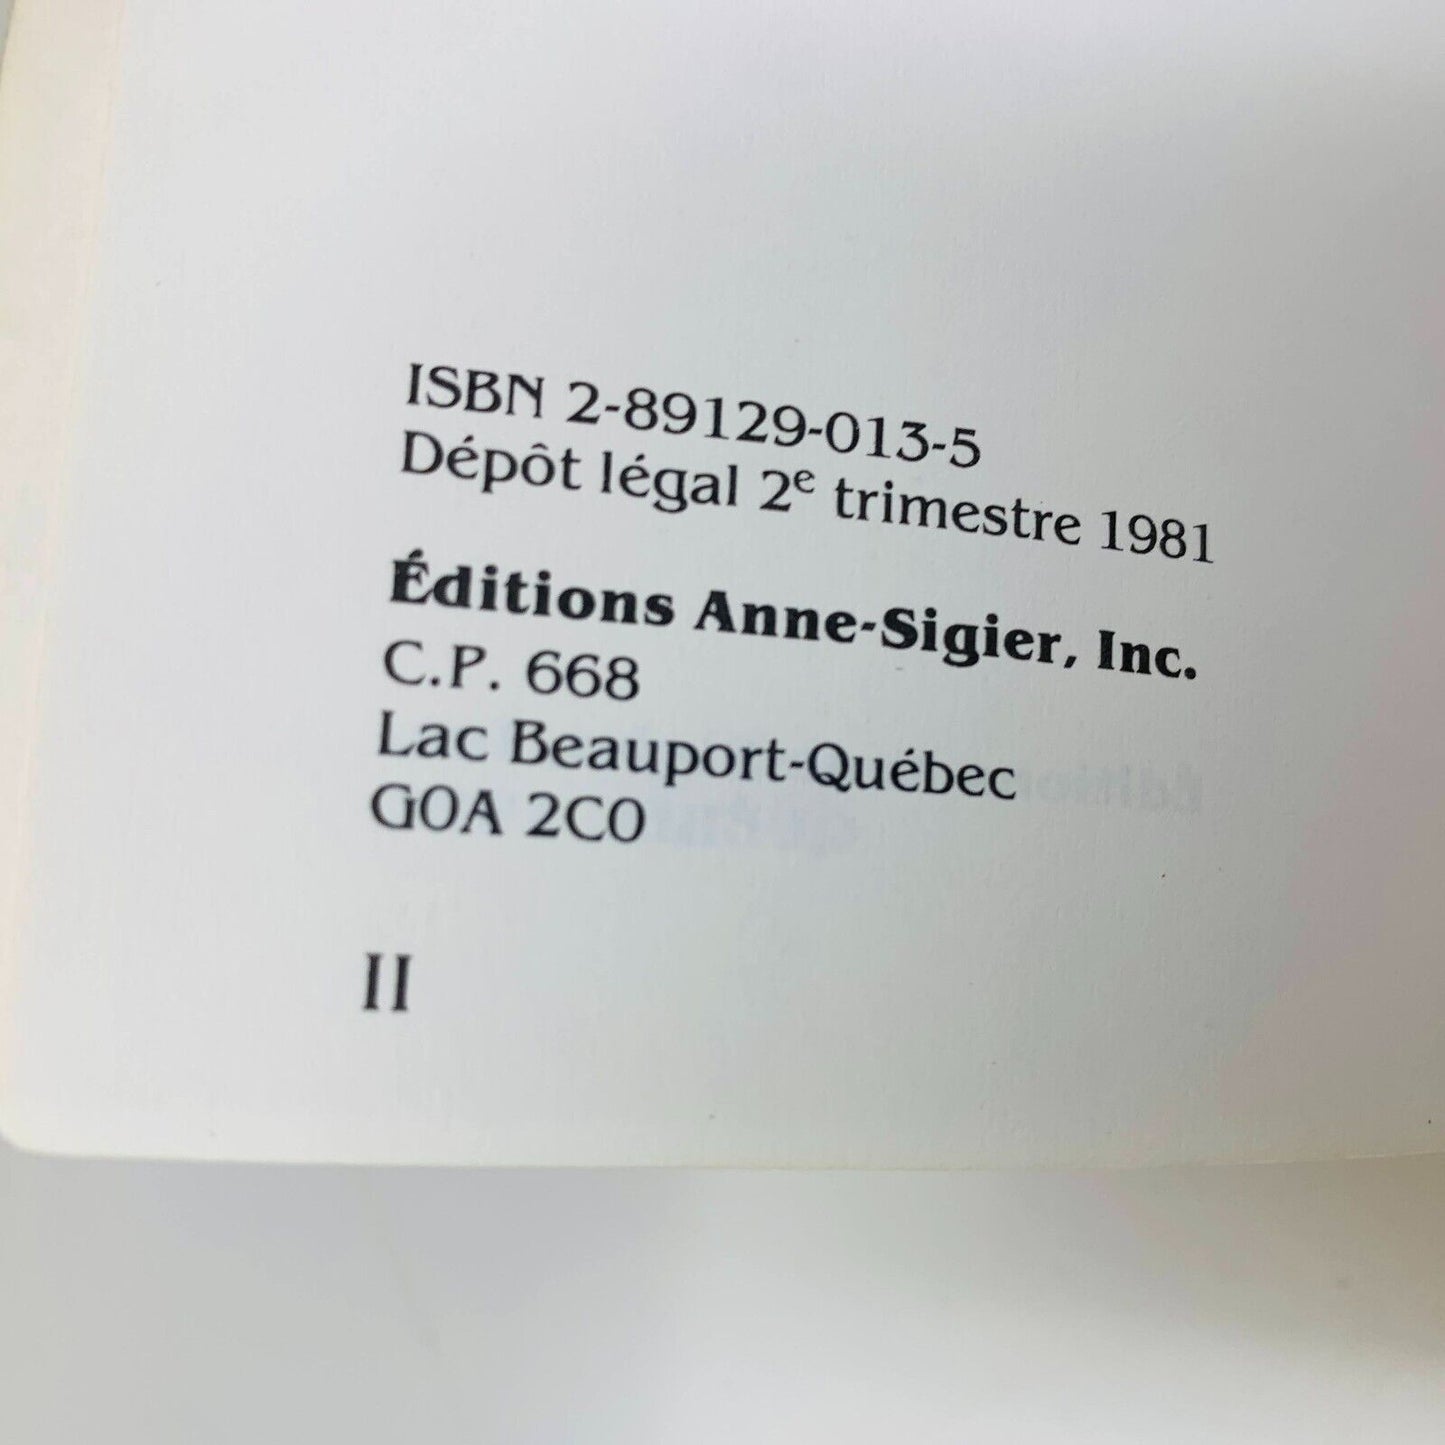 ISBN 2-89129-013-5
Dépôt légal 2e trimestre 1981
Éditions Anne-Sigier, Inc.
C.P. 668
Lac Beauport-Québec
G0A 2C0
II